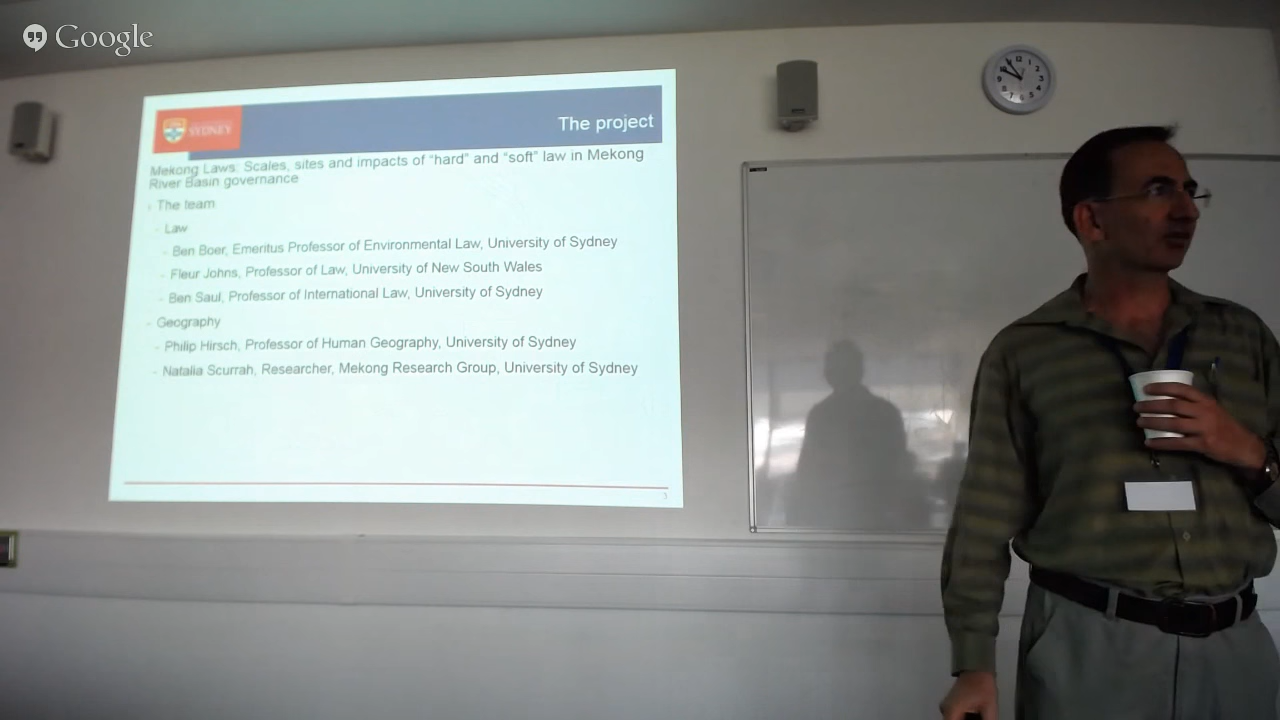 Google
SYDNEY
The project
Mekong Laws: Scales, sites and impacts of “hard” and “soft” law in Mekong
River Basin governance
The team
- Law
- Ben Boer, Emeritus Professor of Environmental Law, University of Sydney
- Fleur Johns, Professor of Law, University of New South Wales
- Ben Saul, Professor of International Law, University of Sydney
- Geography
- Philip Hirsch, Professor of Human Geography, University of Sydney
- Natalia Scurrah, Researcher, Mekong Research Group, University of Sydney
3